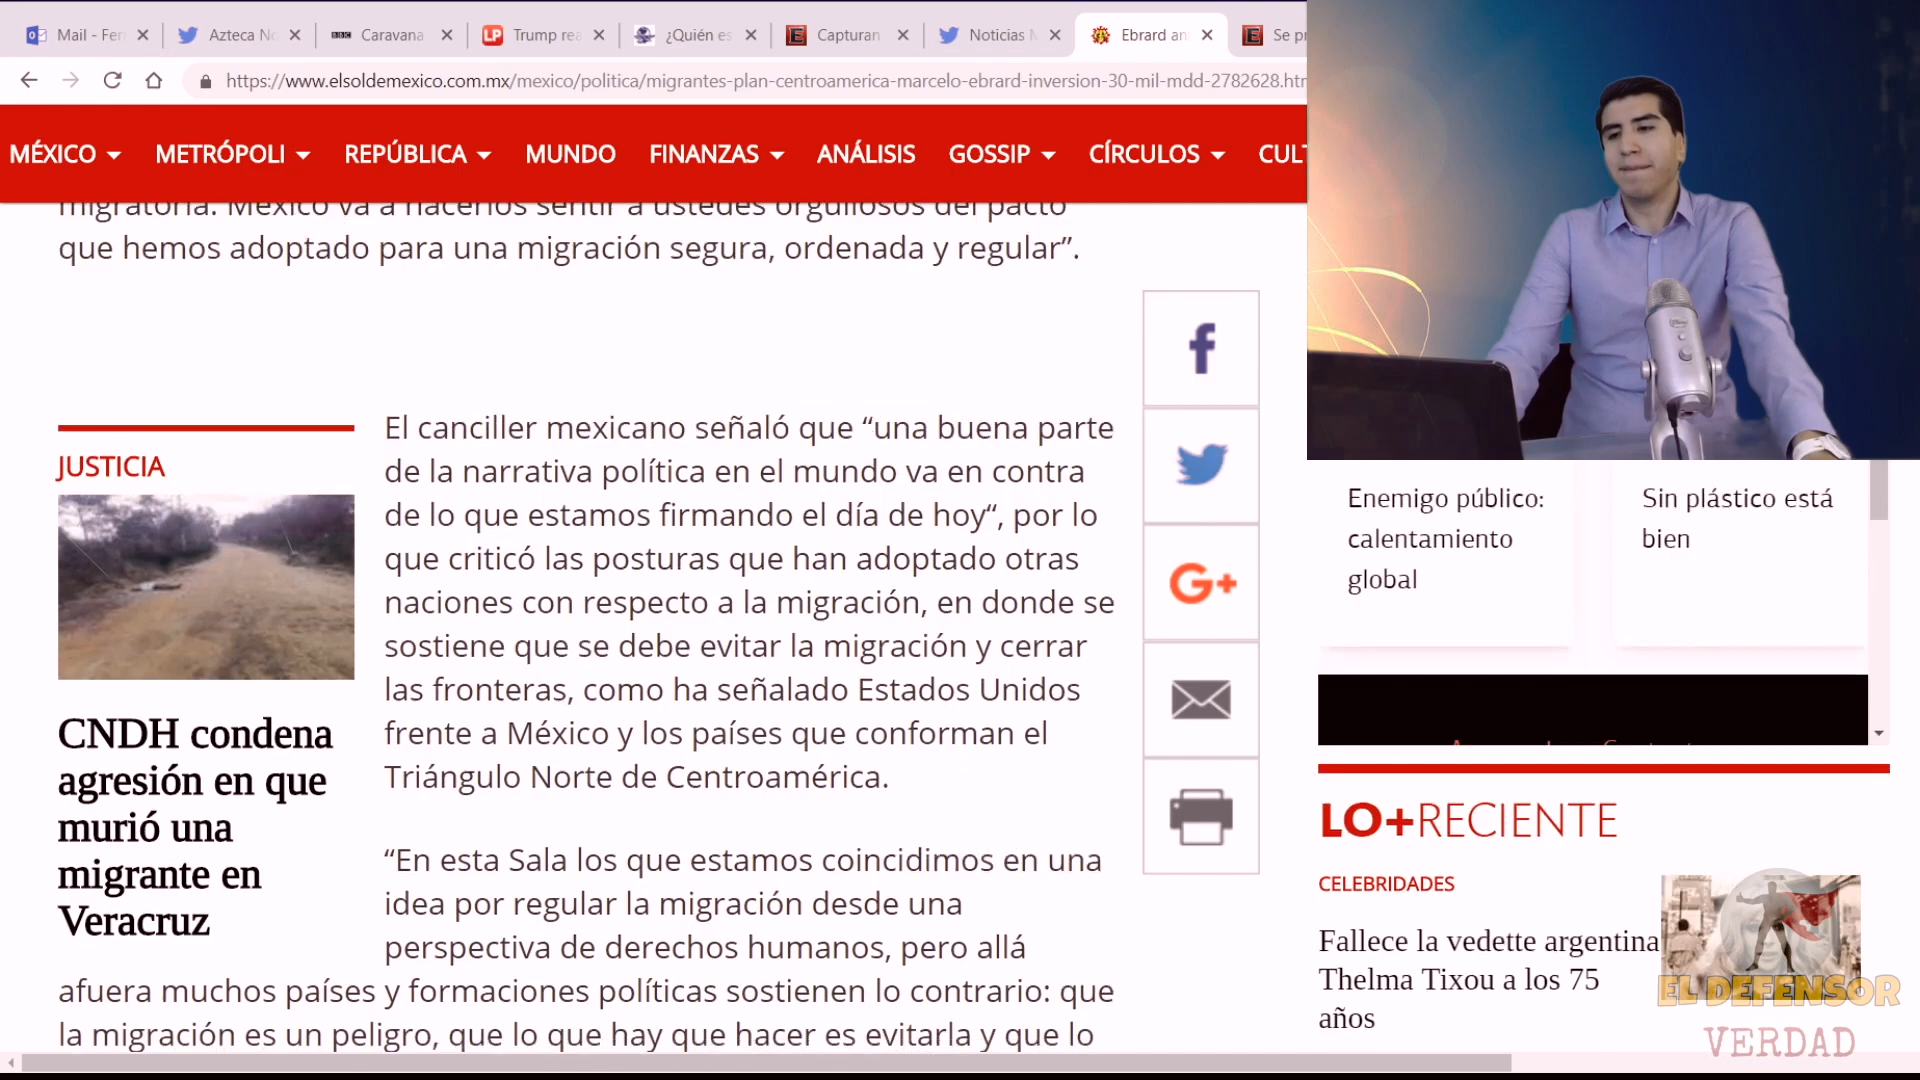 Mail - Fer
Azteca No
BBC
Caravana
LP
Trump rea
¿Quién es
E
Capturan
Noticias M
Ebrard an
E
Se pr
https://www.elsoldemexico.com.mx/mexico/politica/migrantes-plan-centroamerica-marcelo-ebrard-inversion-30-mil-mdd-2782628.htm
MÉXICO
METRÓPOLI
REPÚBLICA
MUNDO
FINANZAS
ANÁLISIS
GOSSIP
CÍRCULOS
CULT
migratoria. México va a hacerlos sentir a ustedes orgullosos del pacto
que hemos adoptado para una migración segura, ordenada y regular”.
JUSTICIA
CNDH condena
agresión en que
murió una
migrante en
Veracruz
El canciller mexicano señaló que “una buena parte
de la narrativa política en el mundo va en contra
de lo que estamos firmando el día de hoy“, por lo
que criticó las posturas que han adoptado otras
naciones con respecto a la migración, en donde se
sostiene que se debe evitar la migración y cerrar
las fronteras, como ha señalado Estados Unidos
frente a México y los países que conforman el
Triángulo Norte de Centroamérica.
“En esta Sala los que estamos coincidimos en una
idea por regular la migración desde una
perspectiva de derechos humanos, pero allá
afuera muchos países y formaciones políticas sostienen lo contrario: que
la migración es un peligro, que lo que hay que hacer es evitarla y que lo
f
G+
Enemigo público:
calentamiento
global
Sin plástico está
bien
LO+RECIENTE
CELEBRIDADES
Fallece la vedette argentina
Thelma Tixou a los 75
años
EL DEFENSOR
VERDAD